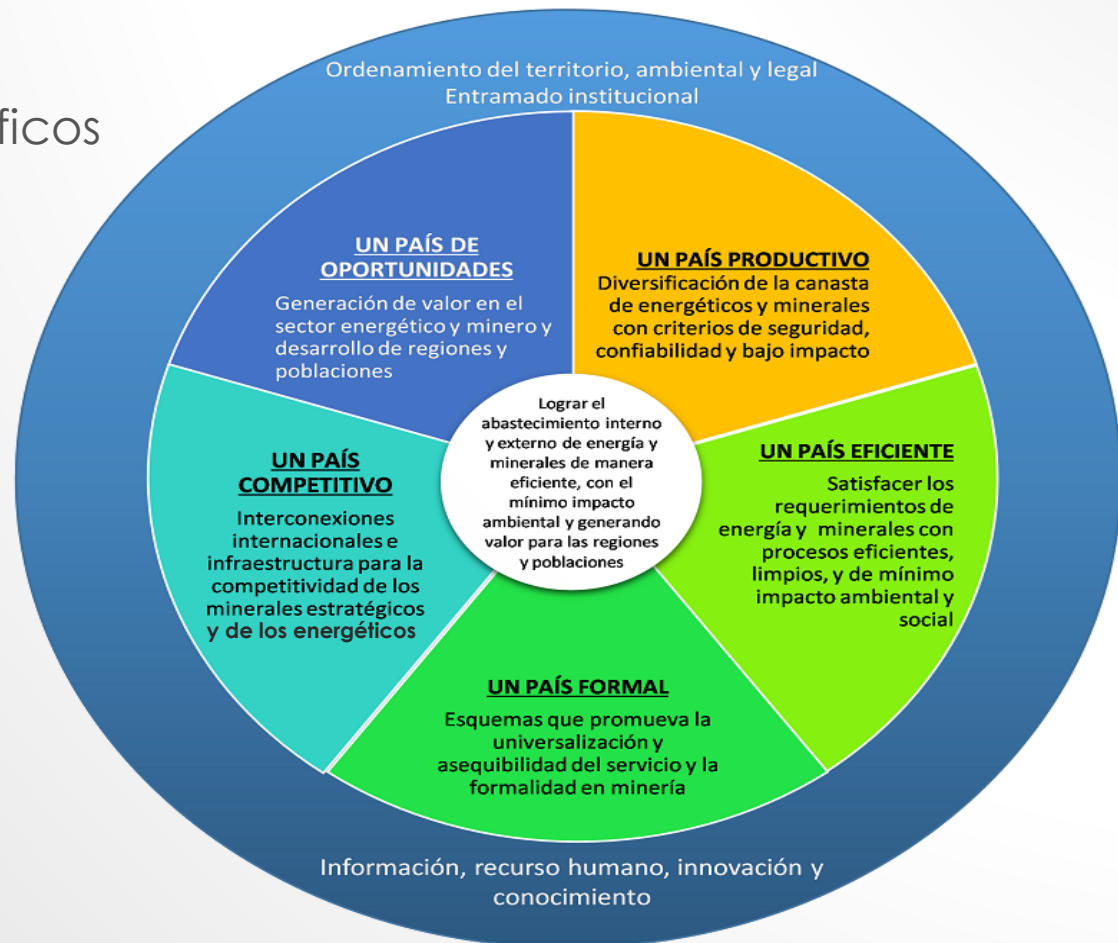 ficos
Ordenamiento del territorio, ambiental y legal
Entramado institucional
UN PAÍS DE
OPORTUNIDADES
Generación de valor en el
sector energético y minero y
desarrollo de regiones y
poblaciones
UN PAÍS PRODUCTIVO
Diversificación de la canasta
de energéticos y minerales
con criterios de seguridad,
confiabilidad y bajo impacto
Lograr el
abastecimiento interno
y externo de energía y
minerales de manera
eficiente, con el
mínimo impacto
ambiental y generando
valor para las regiones
y poblaciones
UN PAÍS
COMPETITIVO
Interconexiones
internacionales e
infraestructura para la
competitividad de los
minerales estratégicos
y de los energéticos
UN PAÍS EFICIENTE
Satisfacer los
requerimientos de
energía y minerales con
procesos eficientes,
limpios, y de mínimo
impacto ambiental y
social
UN PAÍS FORMAL
Esquemas que promueva la
universalización y
asequibilidad del servicio y la
formalidad en minería
Información, recurso humano, innovación y
conocimiento